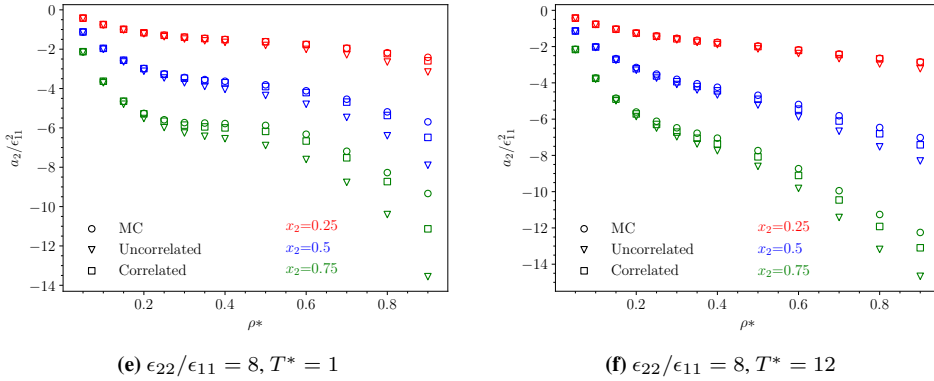 0
−2
−4
−6
−8
−10
−12
−14
a₂/ϵ²₁₁
MC
Uncorrelated
Correlated
x₂=0.25
x₂=0.5
x₂=0.75
0.2
0.4
0.6
0.8
ρ*
(e) ϵ₂₂/ϵ₁₁ = 8, T* = 1
0
−2
−4
−6
−8
−10
−12
−14
a₂/ϵ²₁₁
MC
Uncorrelated
Correlated
x₂=0.25
x₂=0.5
x₂=0.75
0.2
0.4
0.6
0.8
ρ*
(f) ϵ₂₂/ϵ₁₁ = 8, T* = 12